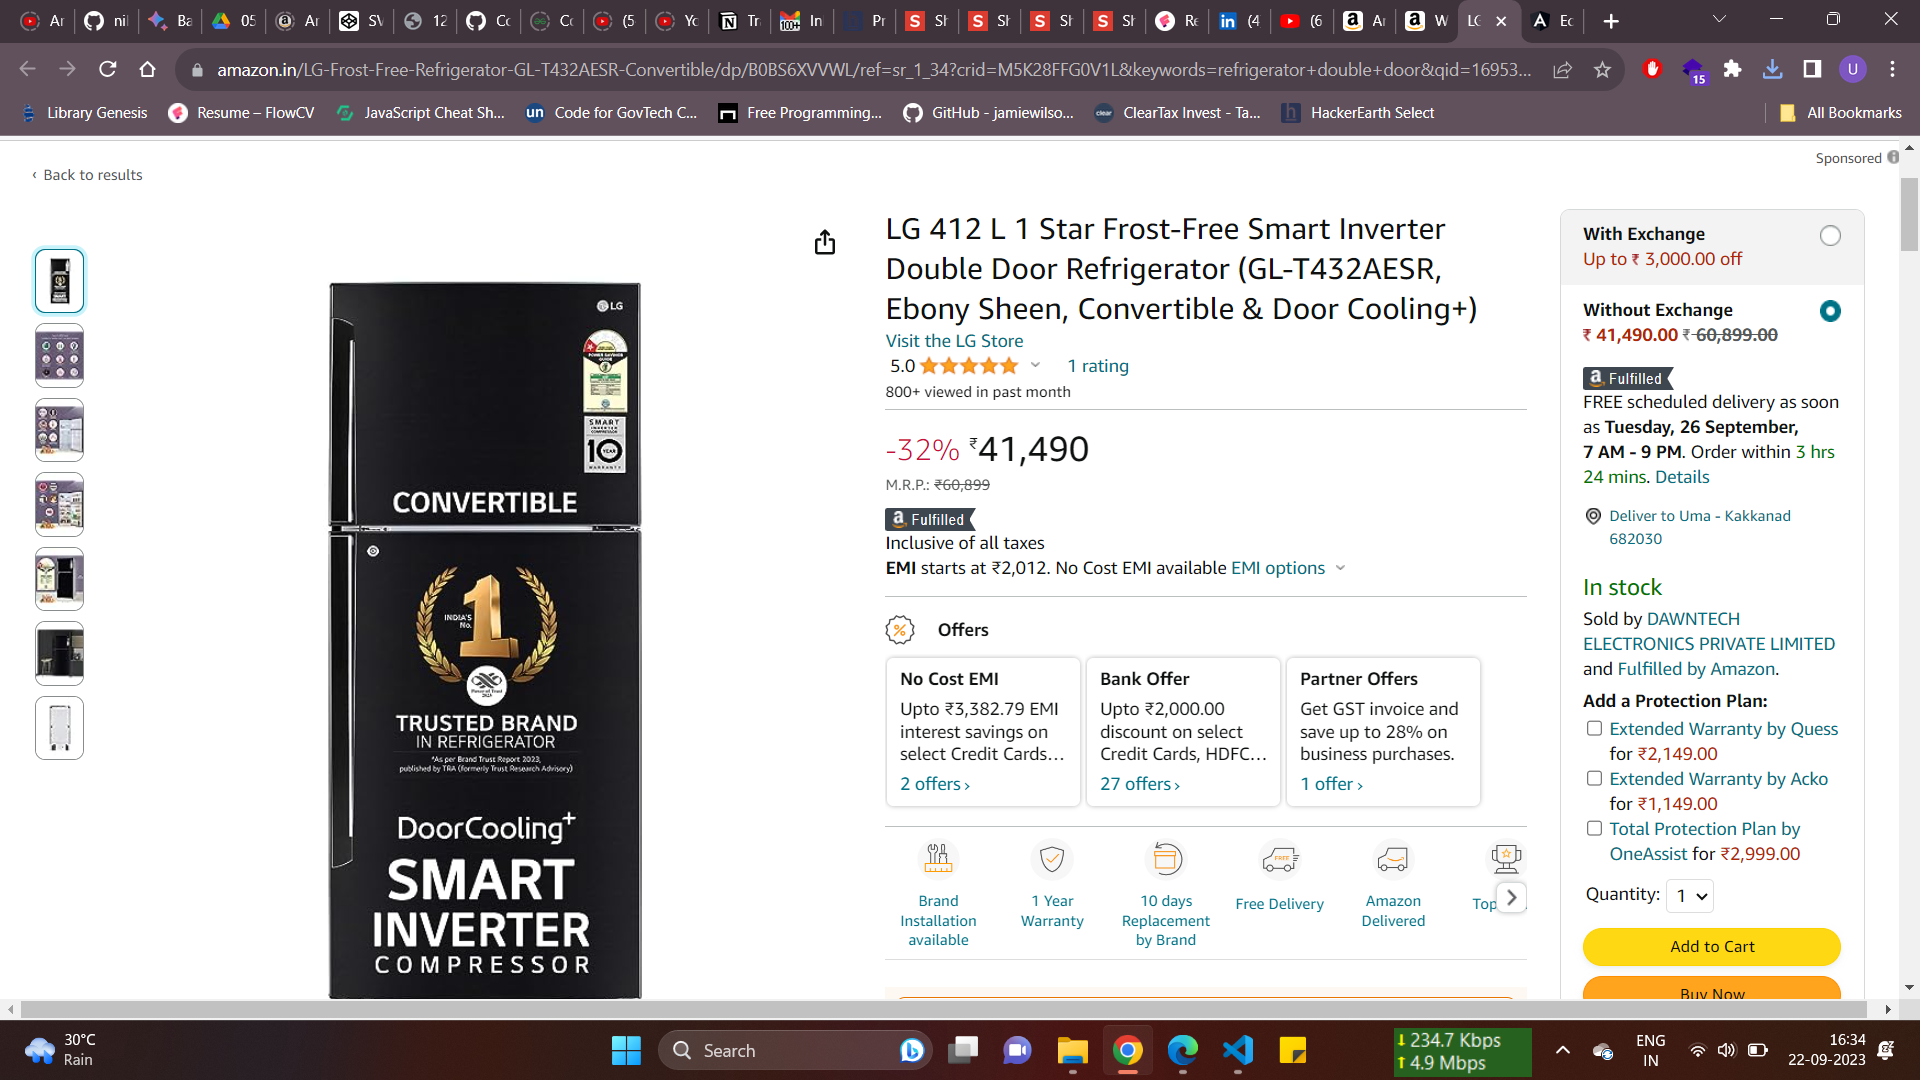 Ar
ni
Ba
05
Ar
SV
12
Co
Co
(5
Yo
Tr
In
Pr
Sh
Sh
Sh
Sh
Re
(4
(6
Ar
W
LG
Ec
amazon.in/LG-Frost-Free-Refrigerator-GL-T432AESR-Convertible/dp/B0BS6XVVWL/ref=sr_1_34?crid=M5K28FFG0V1L&keywords=refrigerator+double+door&qid=16953...
15
U
Library Genesis
Resume – FlowCV
JavaScript Cheat Sh...
un Code for GovTech C...
Free Programming...
GitHub - jamiewilso...
clear ClearTax Invest - Ta...
h HackerEarth Select
All Bookmarks
Sponsored
‹ Back to results
LG
POWER SAVINGS GUIDE
SMART INVERTER COMPRESSOR
10 YEAR WARRANTY
CONVERTIBLE
INDIA'S No. 1
TRUSTED BRAND
IN REFRIGERATOR
*As per Brand Trust Report 2023,
published by TRA (formerly Trust Research Advisory)
DoorCooling+
SMART
INVERTER
COMPRESSOR
LG 412 L 1 Star Frost-Free Smart Inverter
Double Door Refrigerator (GL-T432AESR,
Ebony Sheen, Convertible & Door Cooling+)
Visit the LG Store
5.0 1 rating
800+ viewed in past month
-32% ₹41,490
M.R.P.: ₹60,899
a Fulfilled
Inclusive of all taxes
EMI starts at ₹2,012. No Cost EMI available EMI options
% Offers
No Cost EMI
Upto ₹3,382.79 EMI
interest savings on
select Credit Cards…
2 offers ›
Bank Offer
Upto ₹2,000.00
discount on select
Credit Cards, HDFC…
27 offers ›
Partner Offers
Get GST invoice and
save up to 28% on
business purchases.
1 offer ›
Brand
Installation
available
1 Year
Warranty
10 days
Replacement
by Brand
FREE
Free Delivery
Amazon
Delivered
Top
With Exchange
Up to ₹ 3,000.00 off
Without Exchange
₹ 41,490.00 ₹ 60,899.00
a Fulfilled
FREE scheduled delivery as soon
as Tuesday, 26 September,
7 AM - 9 PM. Order within 3 hrs
24 mins. Details
Deliver to Uma - Kakkanad
682030
In stock
Sold by DAWNTECH
ELECTRONICS PRIVATE LIMITED
and Fulfilled by Amazon.
Add a Protection Plan:
Extended Warranty by Quess
for ₹2,149.00
Extended Warranty by Acko
for ₹1,149.00
Total Protection Plan by
OneAssist for ₹2,999.00
Quantity: 1
Add to Cart
Buy Now
30°C
Rain
Search
↓ 234.7 Kbps
↑ 4.9 Mbps
ENG
IN
16:34
22-09-2023